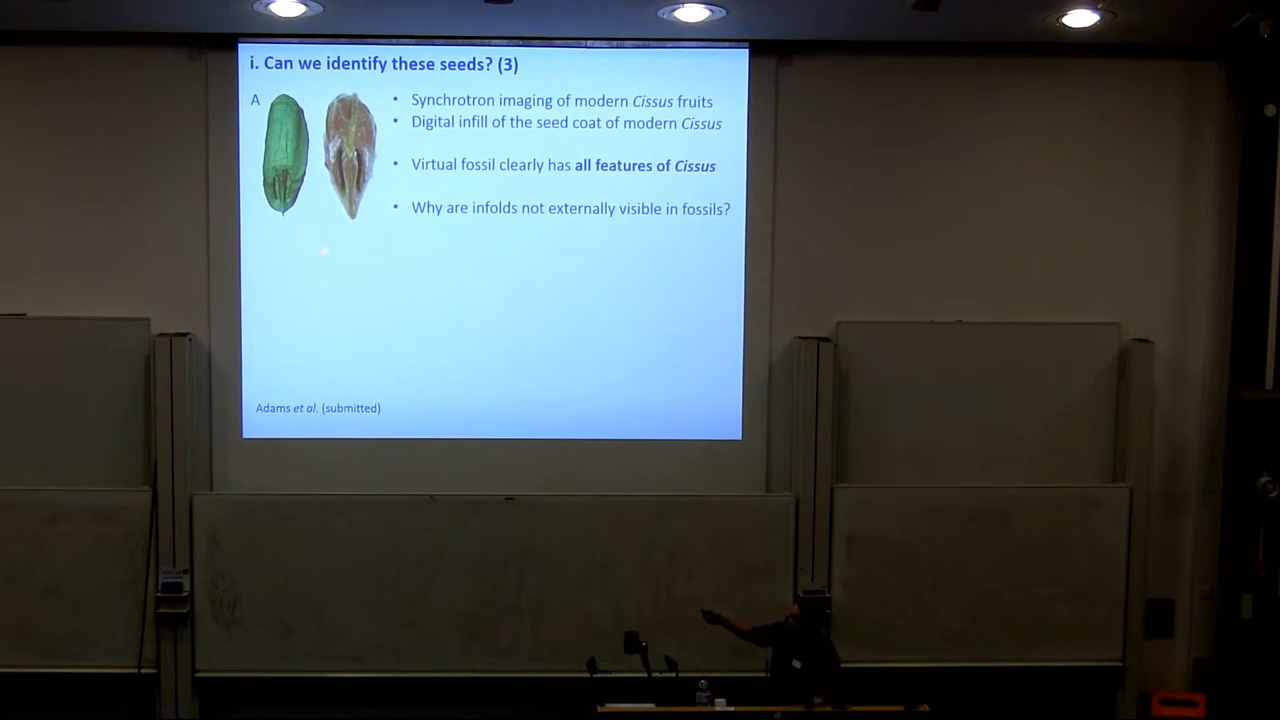 i. Can we identify these seeds? (3)
A
• Synchrotron imaging of modern Cissus fruits
• Digital infill of the seed coat of modern Cissus
• Virtual fossil clearly has all features of Cissus
• Why are infolds not externally visible in fossils?
Adams et al. (submitted)